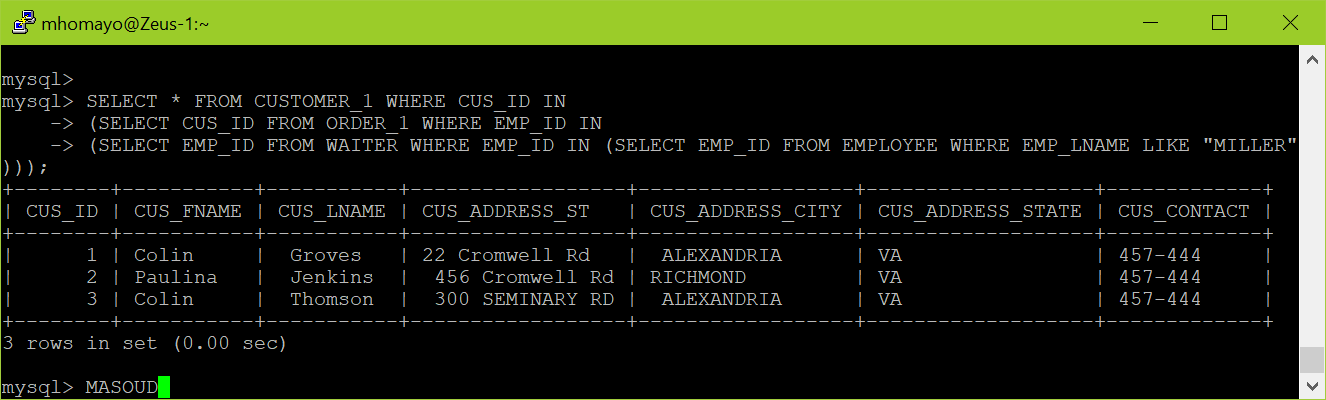 mhomayo@Zeus-1:~
mysql>
mysql> SELECT * FROM CUSTOMER_1 WHERE CUS_ID IN
    -> (SELECT CUS_ID FROM ORDER_1 WHERE EMP_ID IN
    -> (SELECT EMP_ID FROM WAITER WHERE EMP_ID IN (SELECT EMP_ID FROM EMPLOYEE WHERE EMP_LNAME LIKE "MILLER"
)));
+--------+-----------+-----------+------------------+------------------+-------------------+-------------+
| CUS_ID | CUS_FNAME | CUS_LNAME | CUS_ADDRESS_ST   | CUS_ADDRESS_CITY | CUS_ADDRESS_STATE | CUS_CONTACT |
+--------+-----------+-----------+------------------+------------------+-------------------+-------------+
|      1 | Colin     |  Groves   | 22 Cromwell Rd   |  ALEXANDRIA      | VA                | 457-444     |
|      2 | Paulina   |  Jenkins  |  456 Cromwell Rd | RICHMOND         | VA                | 457-444     |
|      3 | Colin     |  Thomson  |  300 SEMINARY RD |  ALEXANDRIA      | VA                | 457-444     |
+--------+-----------+-----------+------------------+------------------+-------------------+-------------+
3 rows in set (0.00 sec)
mysql> MASOUD